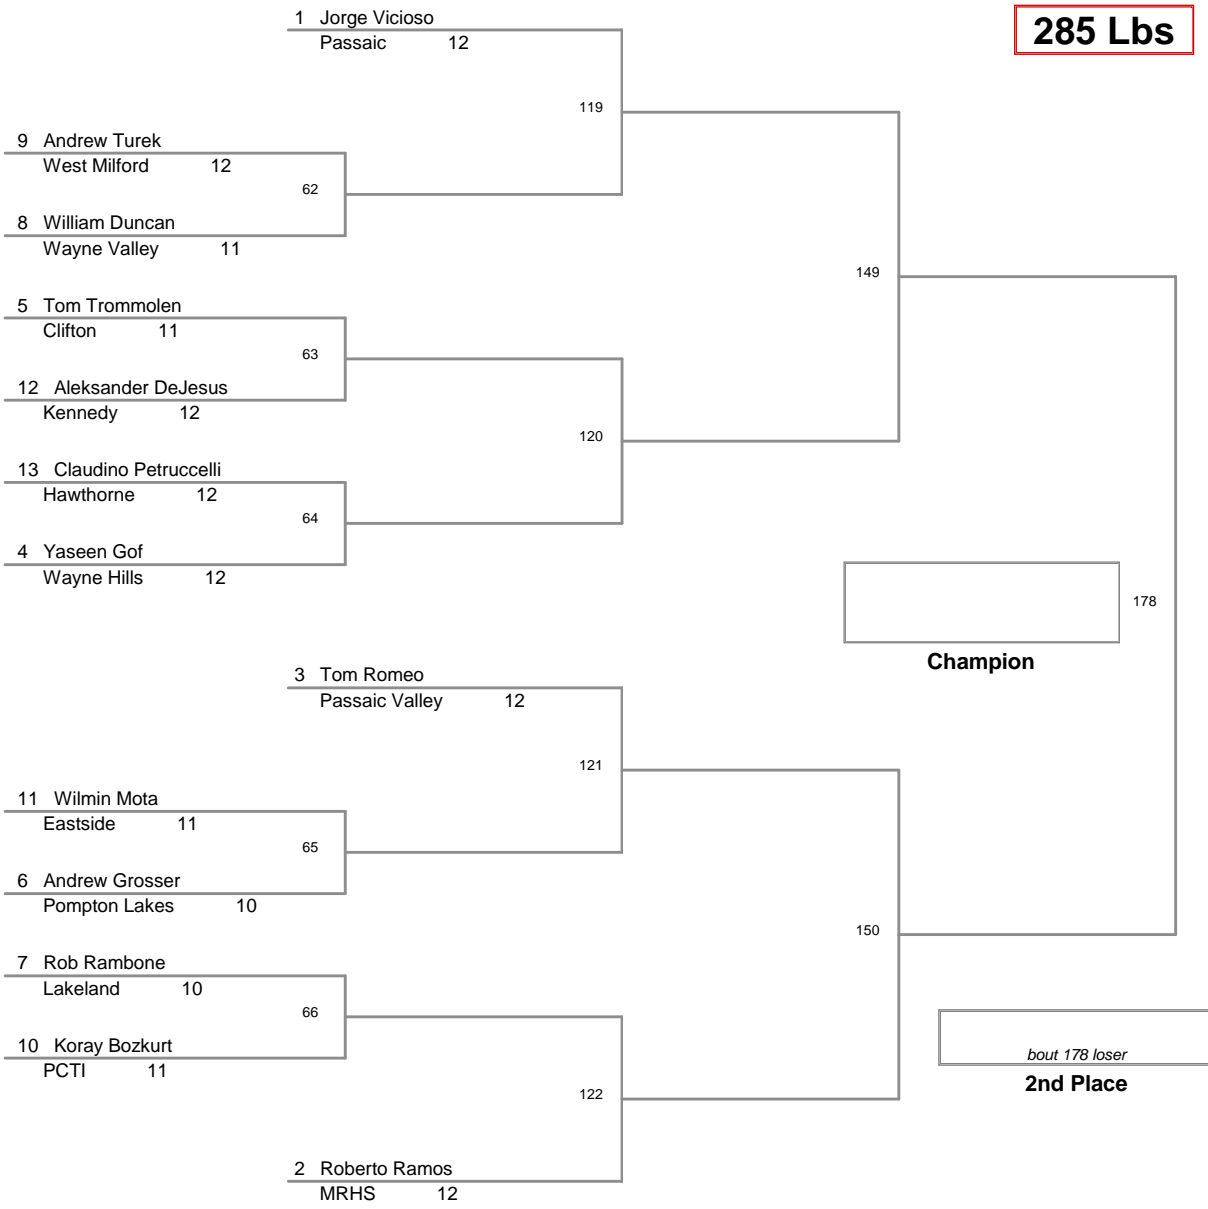 1 Jorge Vicioso
Passaic 12
285 Lbs
119
9 Andrew Turek
West Milford 12
62
8 William Duncan
Wayne Valley 11
149
5 Tom Trommolen
Clifton 11
63
12 Aleksander DeJesus
Kennedy 12
120
13 Claudino Petruccelli
Hawthorne 12
64
4 Yaseen Gof
Wayne Hills 12
178
Champion
3 Tom Romeo
Passaic Valley 12
121
11 Wilmin Mota
Eastside 11
65
6 Andrew Grosser
Pompton Lakes 10
150
7 Rob Rambone
Lakeland 10
66
10 Koray Bozkurt
PCTI 11
bout 178 loser
2nd Place
122
2 Roberto Ramos
MRHS 12